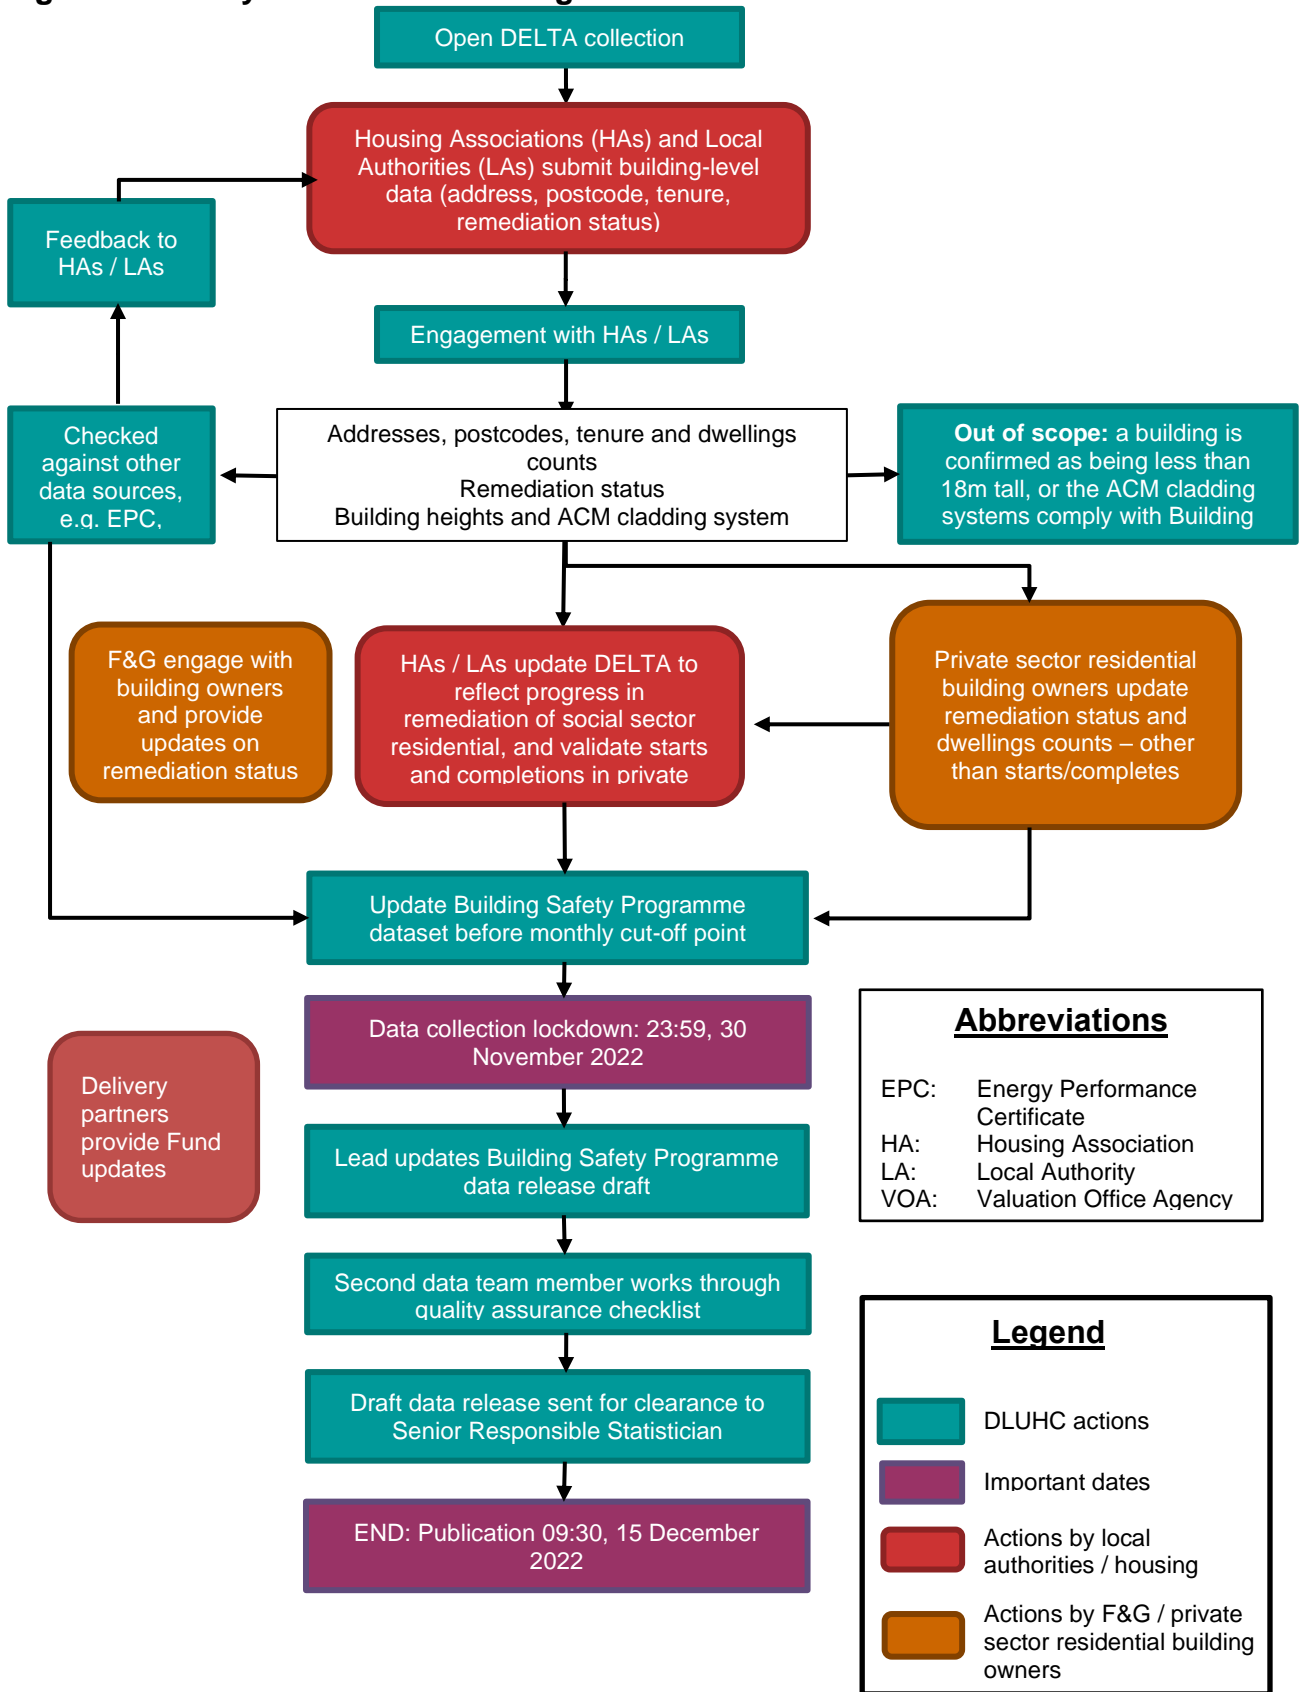 Open DELTA collection
Housing Associations (HAs) and Local
Authorities (LAs) submit building-level
data (address, postcode, tenure,
remediation status)
Feedback to
HAs / LAs
Engagement with HAs / LAs
Checked
against other
data sources,
e.g. EPC,
Addresses, postcodes, tenure and dwellings
counts
Remediation status
Building heights and ACM cladding system
Out of scope: a building is
confirmed as being less than
18m tall, or the ACM cladding
systems comply with Building
F&G engage with
building owners
and provide
updates on
remediation status
HAs / LAs update DELTA to
reflect progress in
remediation of social sector
residential, and validate starts
and completions in private
Private sector residential
building owners update
remediation status and
dwellings counts – other
than starts/completes
Update Building Safety Programme
dataset before monthly cut-off point
Data collection lockdown: 23:59, 30
November 2022
Delivery
partners
provide Fund
updates
Lead updates Building Safety Programme
data release draft
Second data team member works through
quality assurance checklist
Draft data release sent for clearance to
Senior Responsible Statistician
END: Publication 09:30, 15 December
2022
Abbreviations
EPC: Energy Performance
Certificate
HA: Housing Association
LA: Local Authority
VOA: Valuation Office Agency
Legend
DLUHC actions
Important dates
Actions by local
authorities / housing
Actions by F&G / private
sector residential building
owners